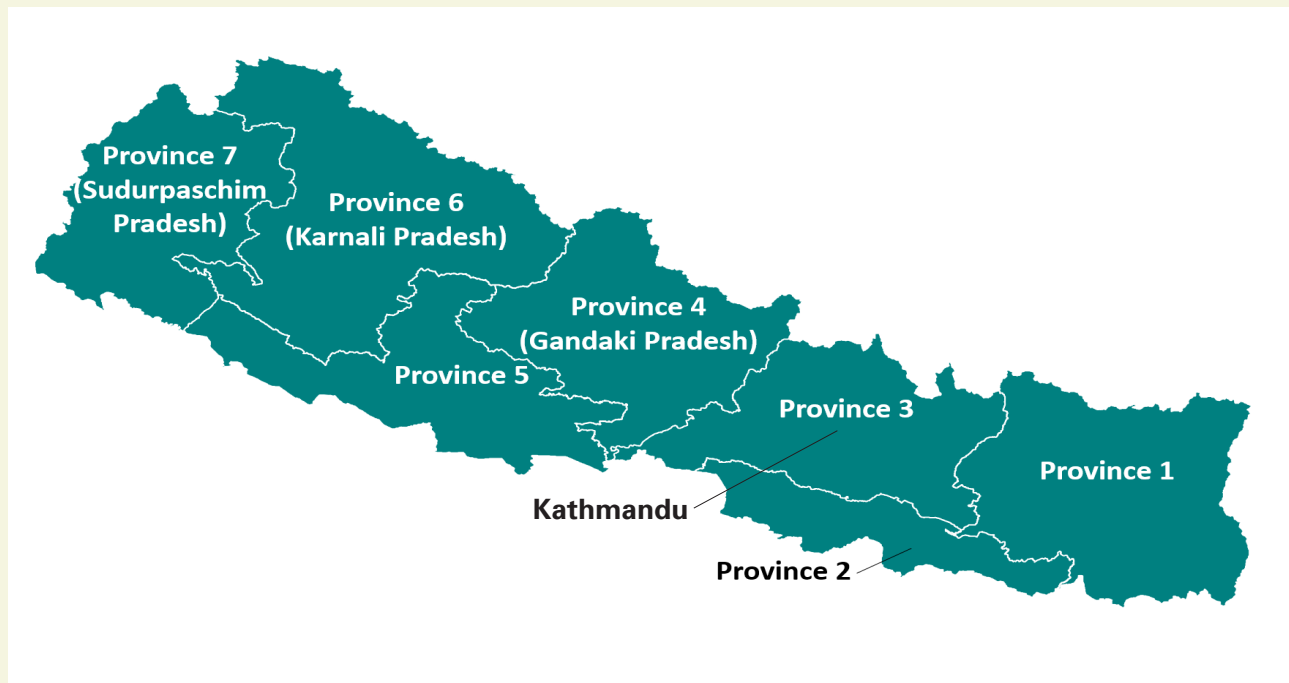 Province 7
(Sudurpaschim
Pradesh)
Province 6
(Karnali Pradesh)
Province 4
(Gandaki Pradesh)
Province 5
Province 3
Province 1
Kathmandu
Province 2